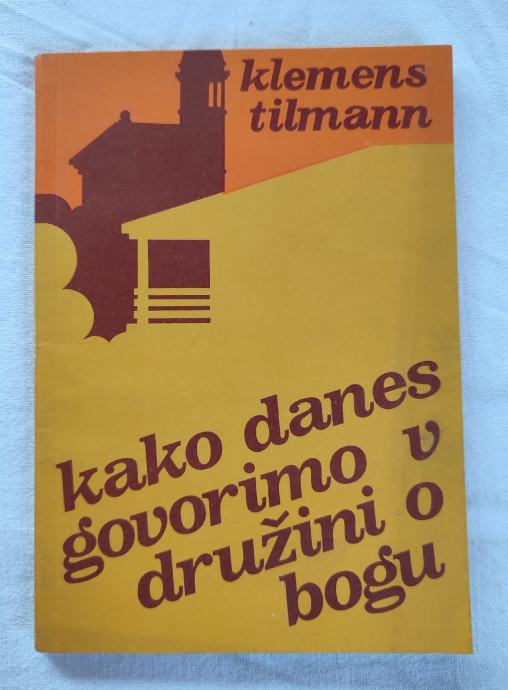 klemens
tilmann
kako danes
govorimo v
družini o
bogu